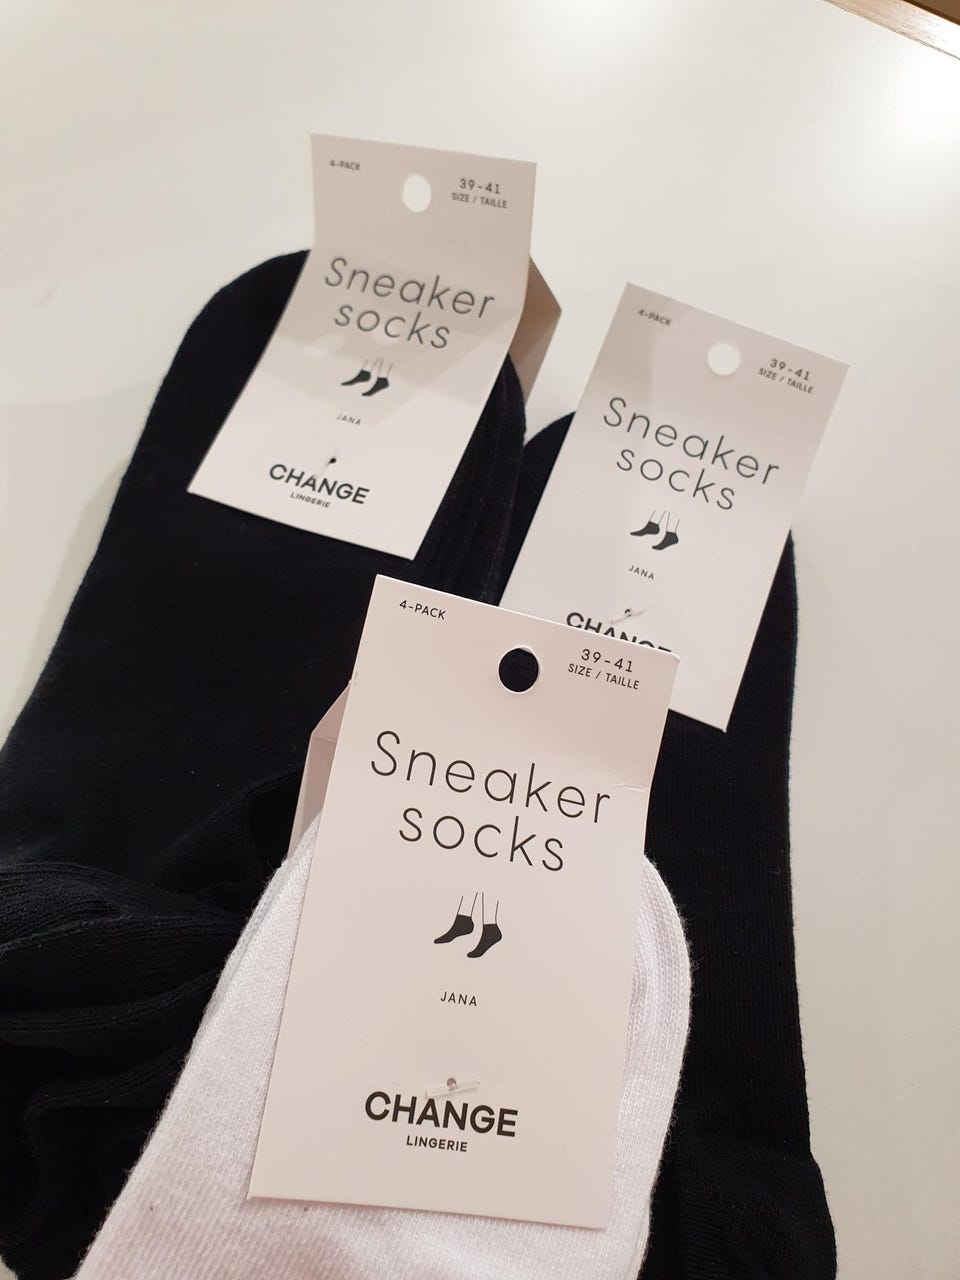 4-PACK
39-41
SIZE / TAILLE
Sneaker
socks
JANA
CHANGE
LINGERIE
4-PACK
39-41
SIZE / TAILLE
Sneaker
socks
JANA
CHANGE
4-PACK
39-41
SIZE / TAILLE
Sneaker
socks
JANA
CHANGE
LINGERIE